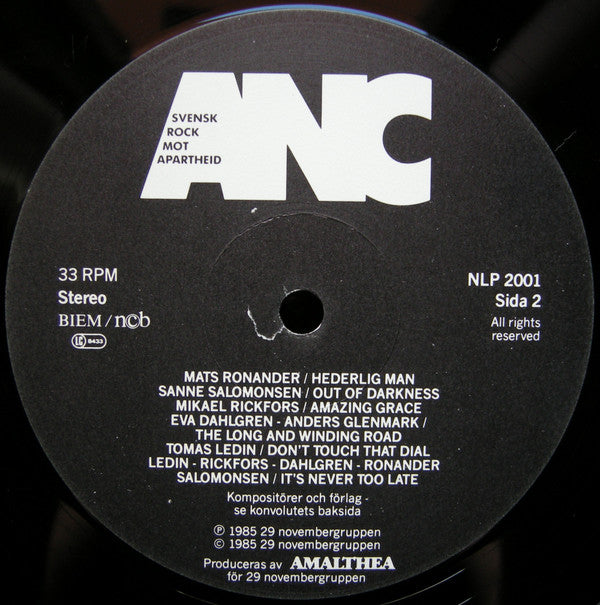 ANC
SVENSK
ROCK
MOT
APARTHEID
33 RPM
Stereo
BIEM / ncb
LC 8433
NLP 2001
Sida 2
All rights
reserved
MATS RONANDER / HEDERLIG MAN
SANNE SALOMONSEN / OUT OF DARKNESS
MIKAEL RICKFORS / AMAZING GRACE
EVA DAHLGREN - ANDERS GLENMARK /
THE LONG AND WINDING ROAD
TOMAS LEDIN / DON'T TOUCH THAT DIAL
LEDIN - RICKFORS - DAHLGREN - RONANDER
SALOMONSEN / IT'S NEVER TOO LATE
Kompositörer och förlag -
se konvolutets baksida
℗ 1985 29 novembergruppen
© 1985 29 novembergruppen
Produceras av AMALTHEA
för 29 novembergruppen